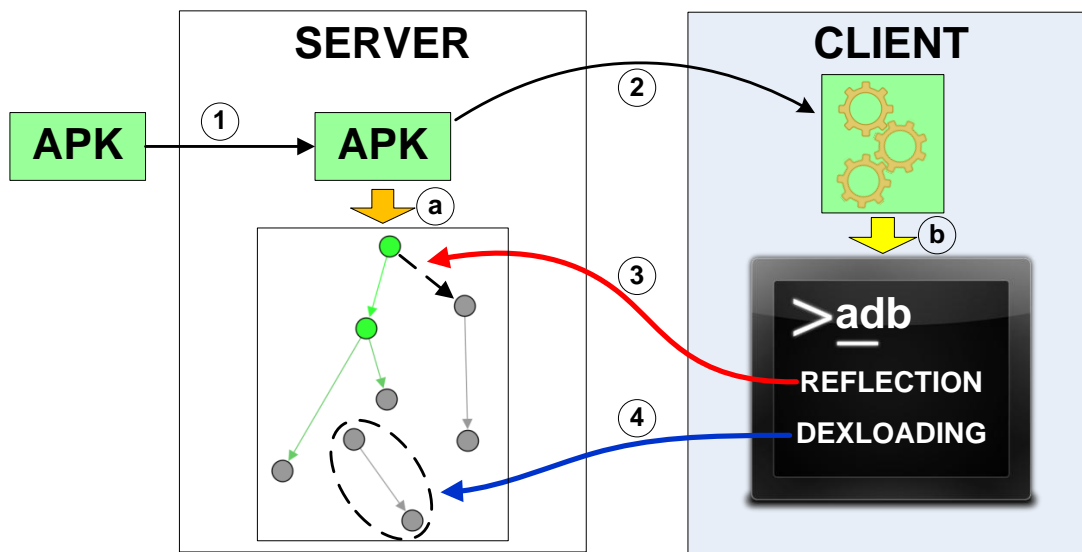 SERVER
CLIENT
2
1
APK
APK
a
b
3
>adb
REFLECTION
4
DEXLOADING